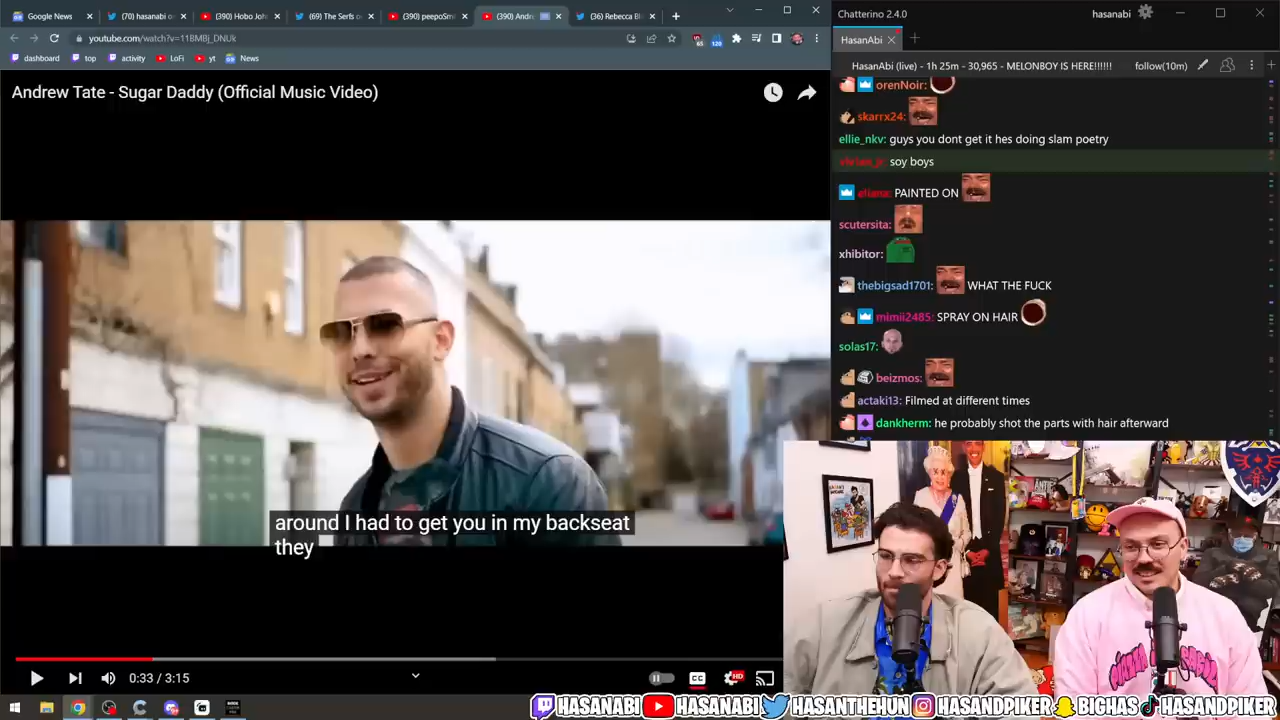 Google News
(70) hasanabi o
(390) Hobo Joh
(69) The Serfs o
(390) peepoSm
(390) Andre
(36) Rebecca Bl
youtube.com/watch?v=11BMBj_DNUk
dashboard
top
activity
LoFi
yt
News
Andrew Tate - Sugar Daddy (Official Music Video)
around I had to get you in my backseat
they
0:33 / 3:15
CC
HD
Chatterino 2.4.0
hasanabi
HasanAbi
HasanAbi (live) - 1h 25m - 30,965 - MELONBOY IS HERE!!!!!!
follow(10m)
orenNoir:
skarrx24:
ellie_nkv: guys you dont get it hes doing slam poetry
soy boys
eliana: PAINTED ON
scutersita:
xhibitor:
thebigsad1701: WHAT THE FUCK
mimii2485: SPRAY ON HAIR
solas17:
beizmos:
actaki13: Filmed at different times
dankherm: he probably shot the parts with hair afterward
HASANABI HASANABI HASANTHEHUN HASANDPIKER BIGHAS HASANDPIKER